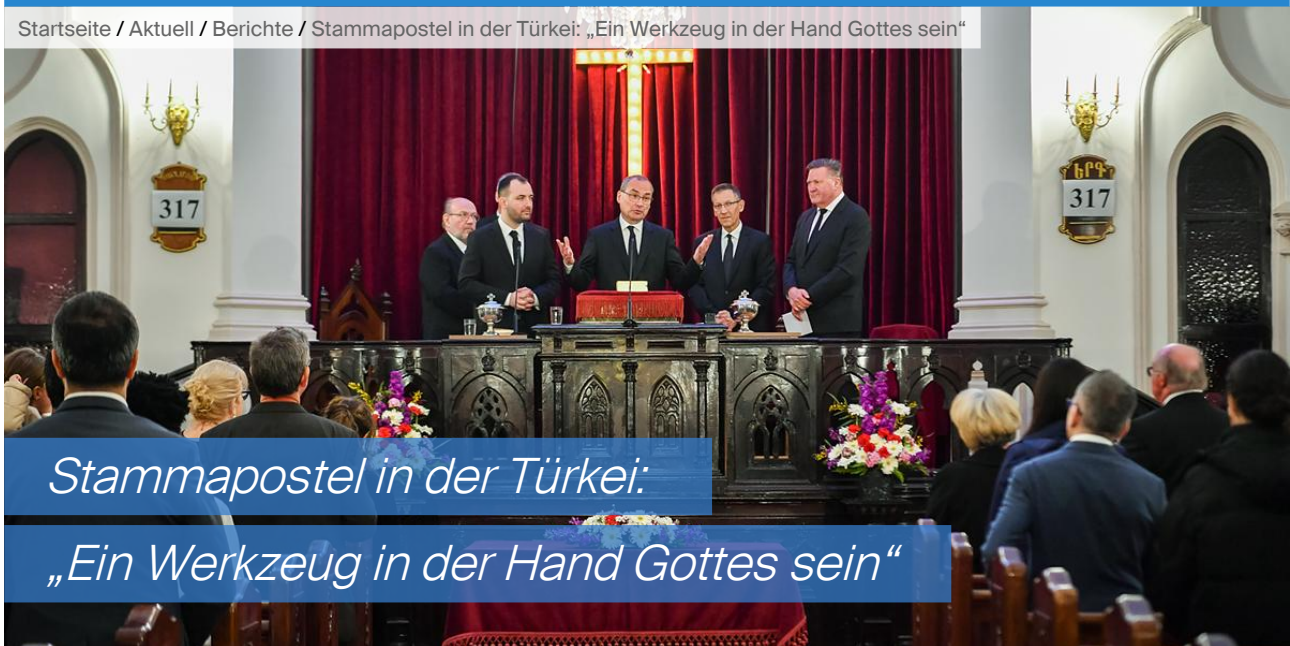 Startseite / Aktuell / Berichte / Stammapostel in der Türkei: „Ein Werkzeug in der Hand Gottes sein“
ԵՐԳ
317
317
Stammapostel in der Türkei:
„Ein Werkzeug in der Hand Gottes sein“